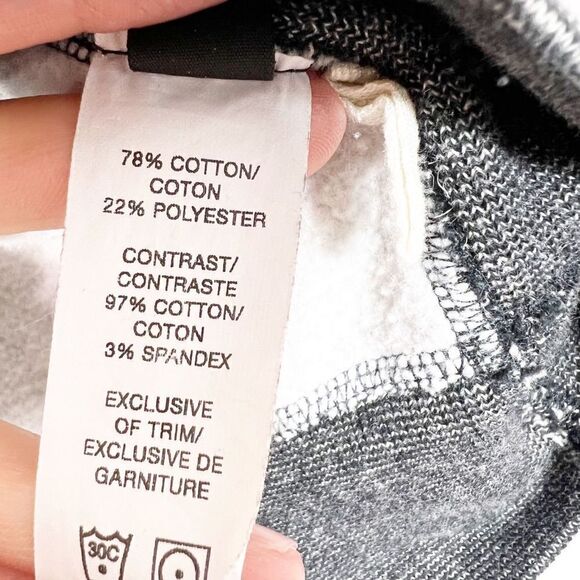 78% COTTON/
COTON
22% POLYESTER
CONTRAST/
CONTRASTE
97% COTTON/
COTON
3% SPANDEX
EXCLUSIVE
OF TRIM/
EXCLUSIVE DE
GARNITURE
30C